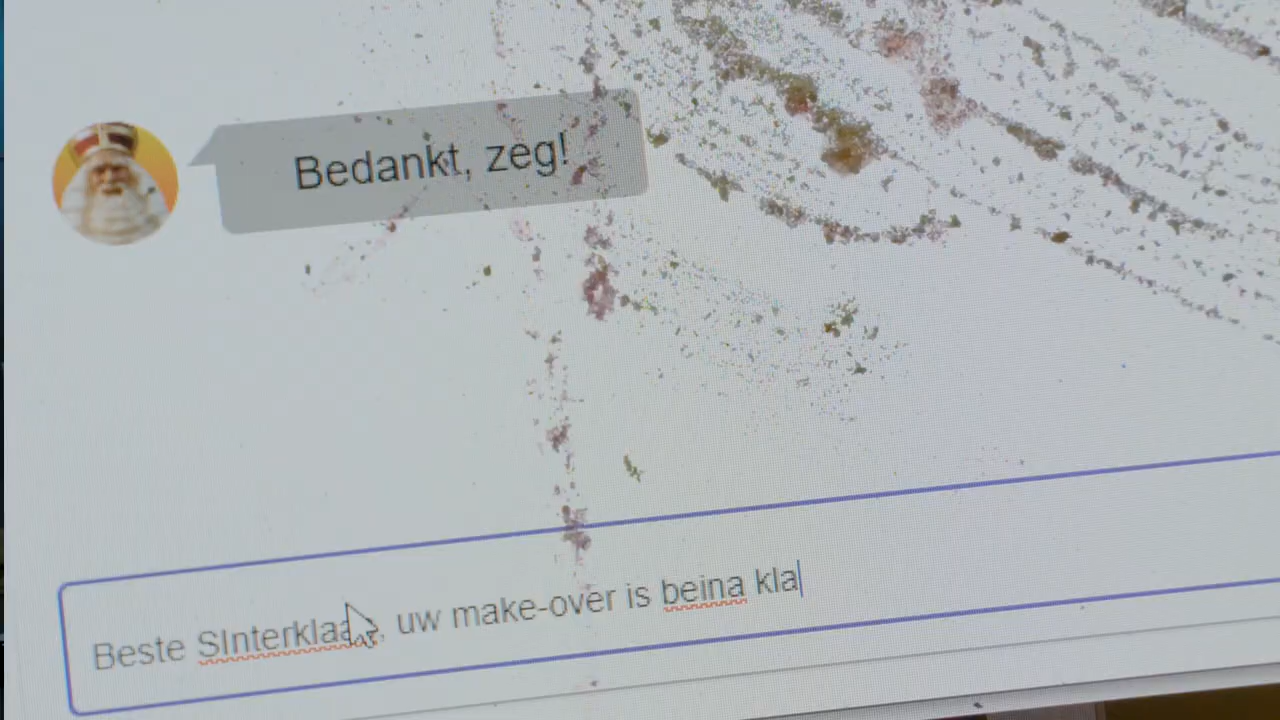 Bedankt, zeg!
Beste SInterklaas, uw make-over is beina kla